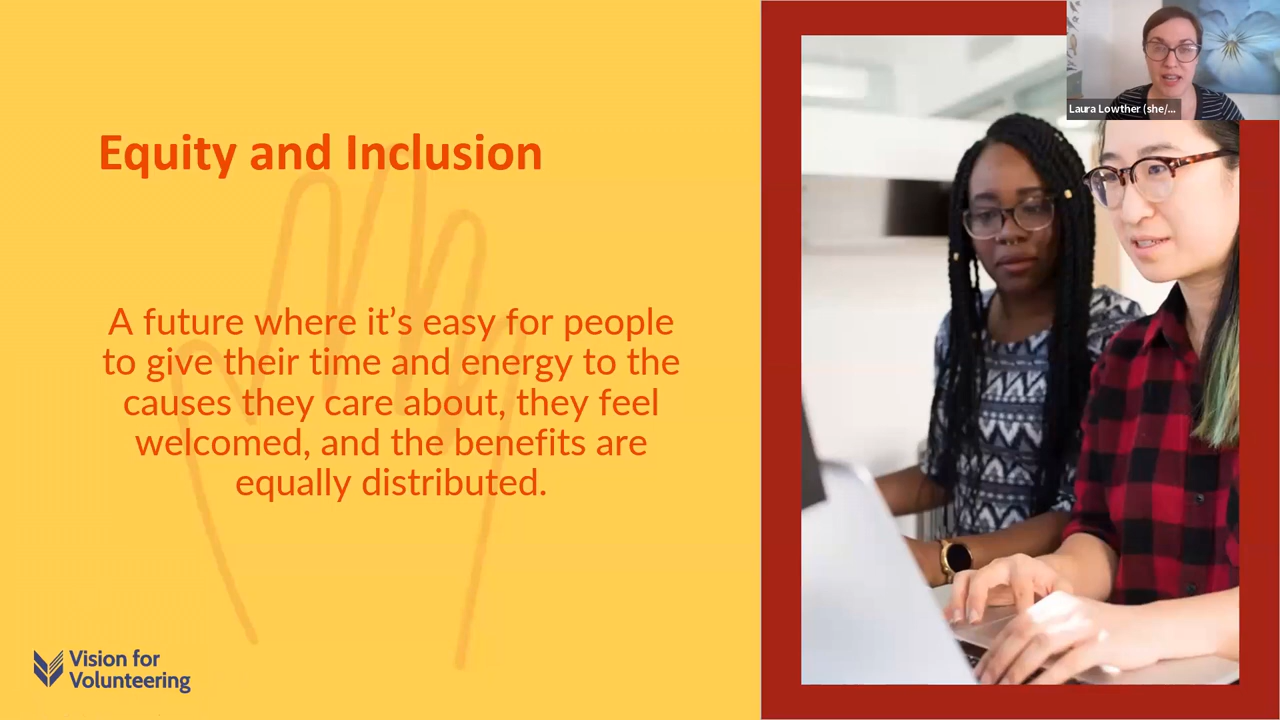 Equity and Inclusion
A future where it’s easy for people
to give their time and energy to the
causes they care about, they feel
welcomed, and the benefits are
equally distributed.
Vision for
Volunteering
Laura Lowther (she/...